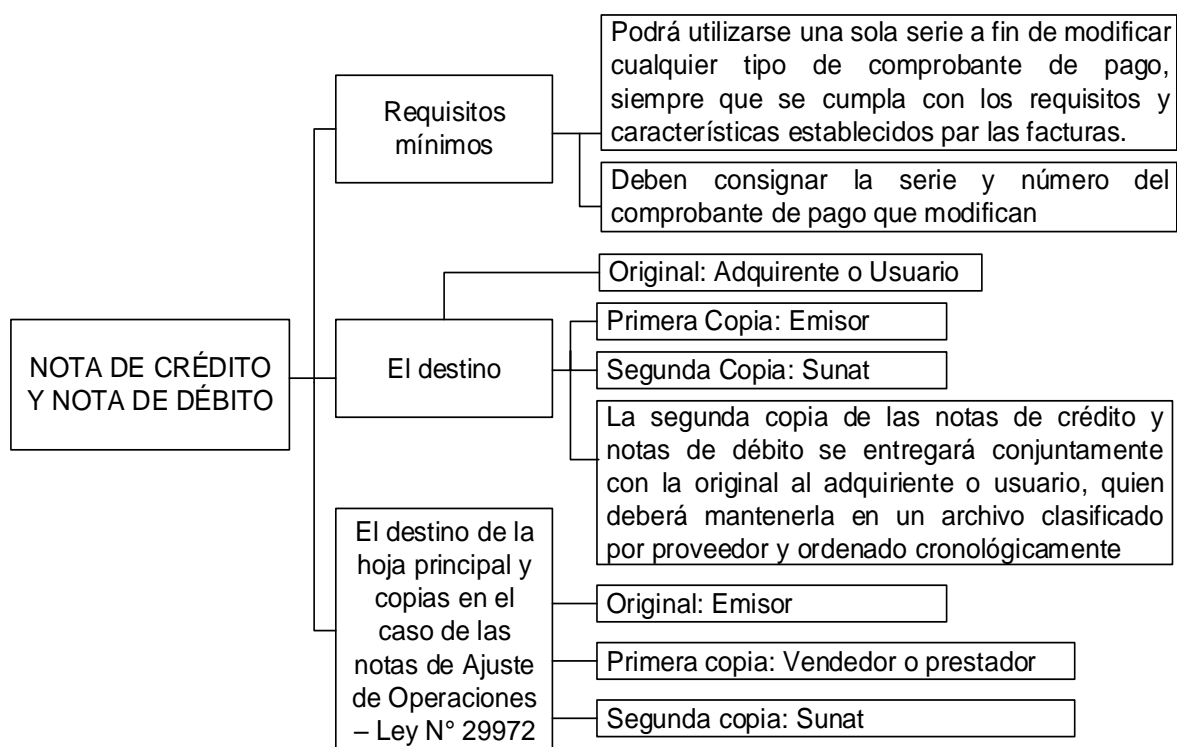 NOTA DE CRÉDITO
Y NOTA DE DÉBITO
Requisitos
mínimos
Podrá utilizarse una sola serie a fin de modificar
cualquier tipo de comprobante de pago,
siempre que se cumpla con los requisitos y
características establecidos par las facturas.
Deben consignar la serie y número del
comprobante de pago que modifican
El destino
Original: Adquirente o Usuario
Primera Copia: Emisor
Segunda Copia: Sunat
La segunda copia de las notas de crédito y
notas de débito se entregará conjuntamente
con la original al adquiriente o usuario, quien
deberá mantenerla en un archivo clasificado
por proveedor y ordenado cronológicamente
El destino de la
hoja principal y
copias en el
caso de las
notas de Ajuste
de Operaciones
– Ley N° 29972
Original: Emisor
Primera copia: Vendedor o prestador
Segunda copia: Sunat